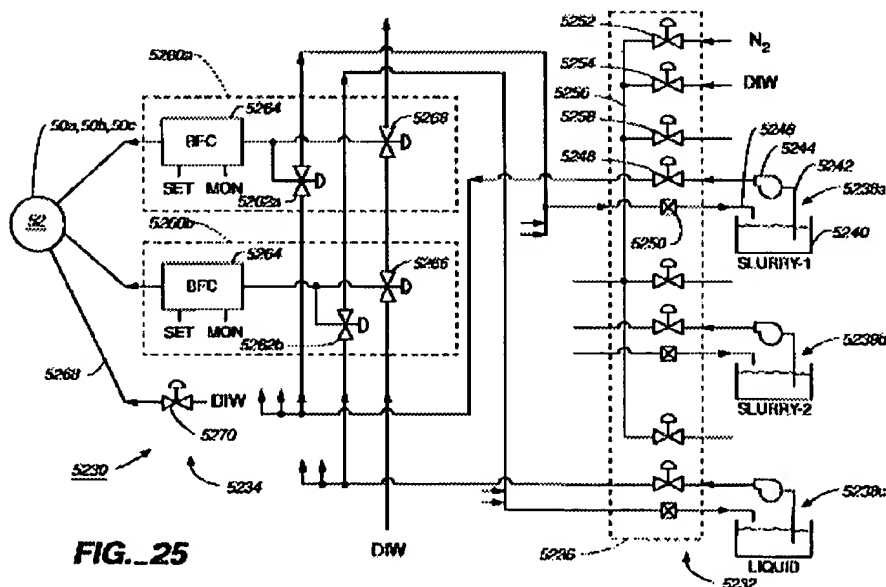 5252
N2
5260a
5254
DIW
5264
5256
50a, 50b, 50c
5268
5258
5248
BFC
5248
5244
5242
5238a
52
SET MON
5262a
5260b
5264
5250
5240
SLURRY-1
5266
BFC
SET MON
5262b
5238b
5268
DIW
SLURRY-2
5270
5230
5234
5238c
FIG._25
DIW
5236
LIQUID
5232